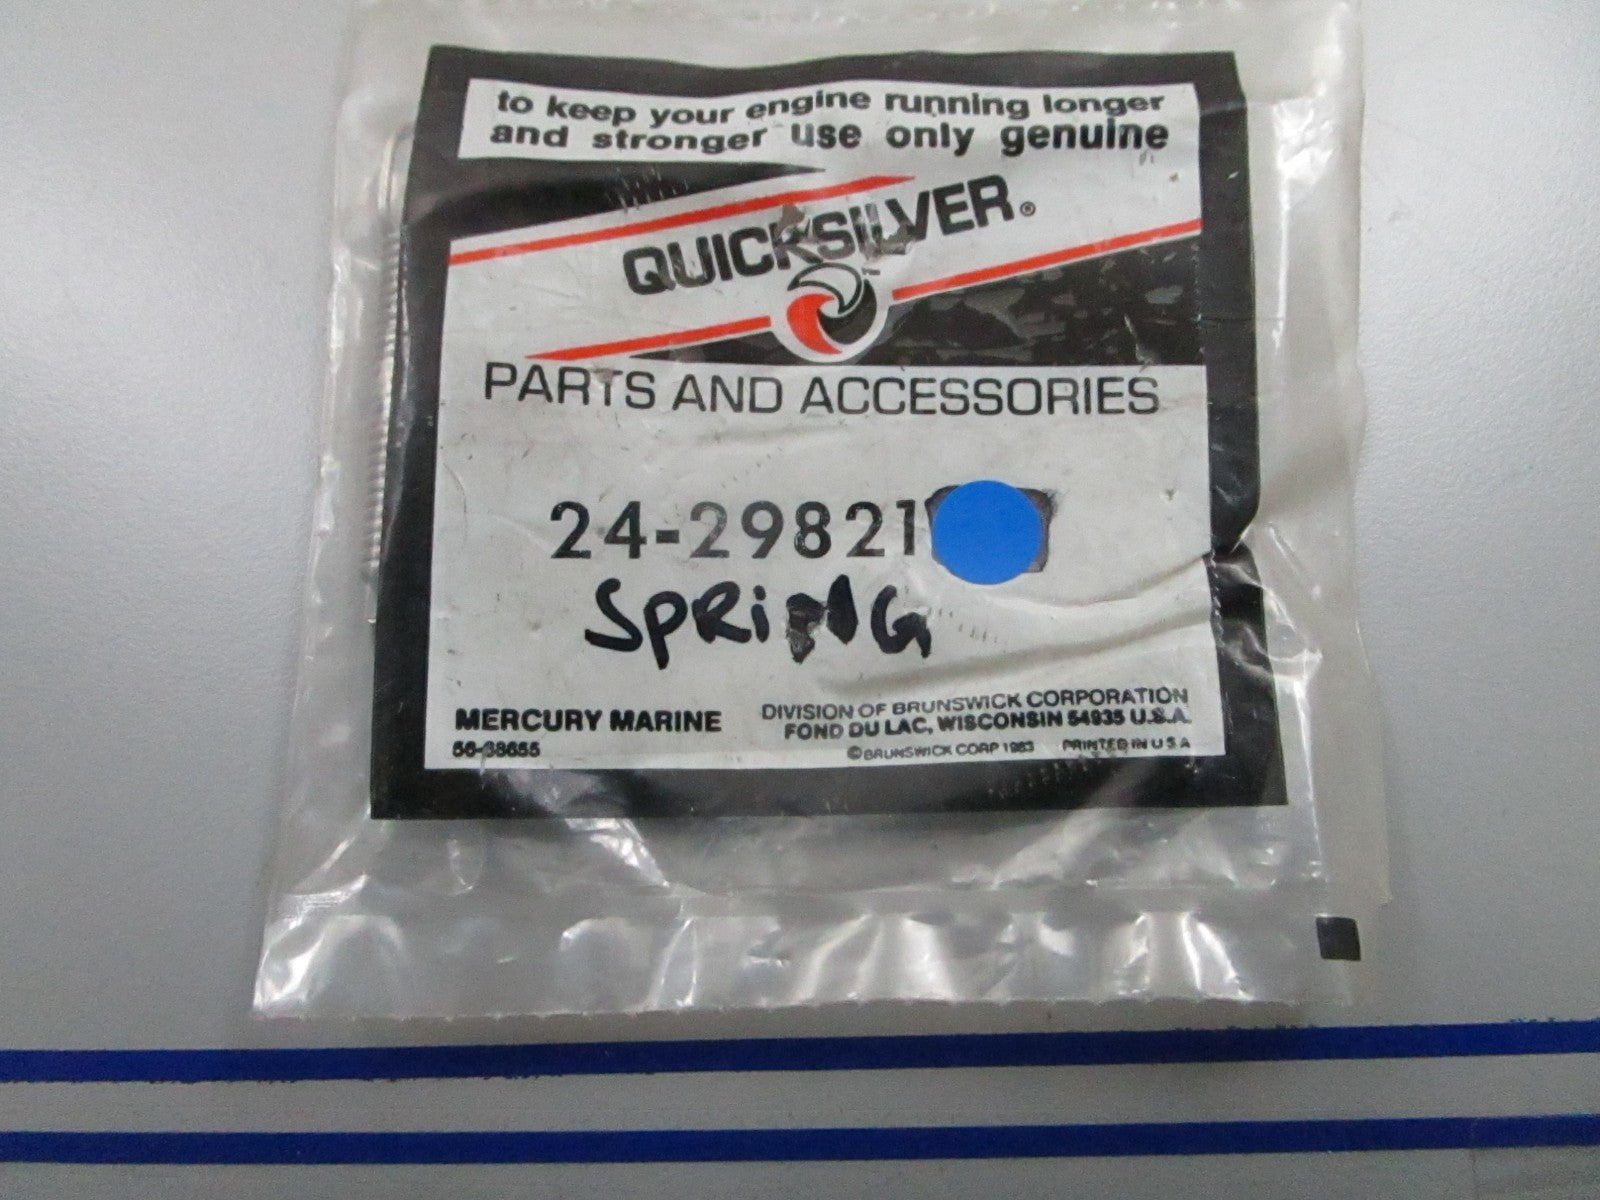 to keep your engine running longer
and stronger use only genuine
QUICKSILVER®
PARTS AND ACCESSORIES
24-29821
SPRiNG
MERCURY MARINE
DIVISION OF BRUNSWICK CORPORATION
FOND DU LAC, WISCONSIN 54935 U.S.A.
©BRUNSWICK CORP 1983 PRINTED IN U S A